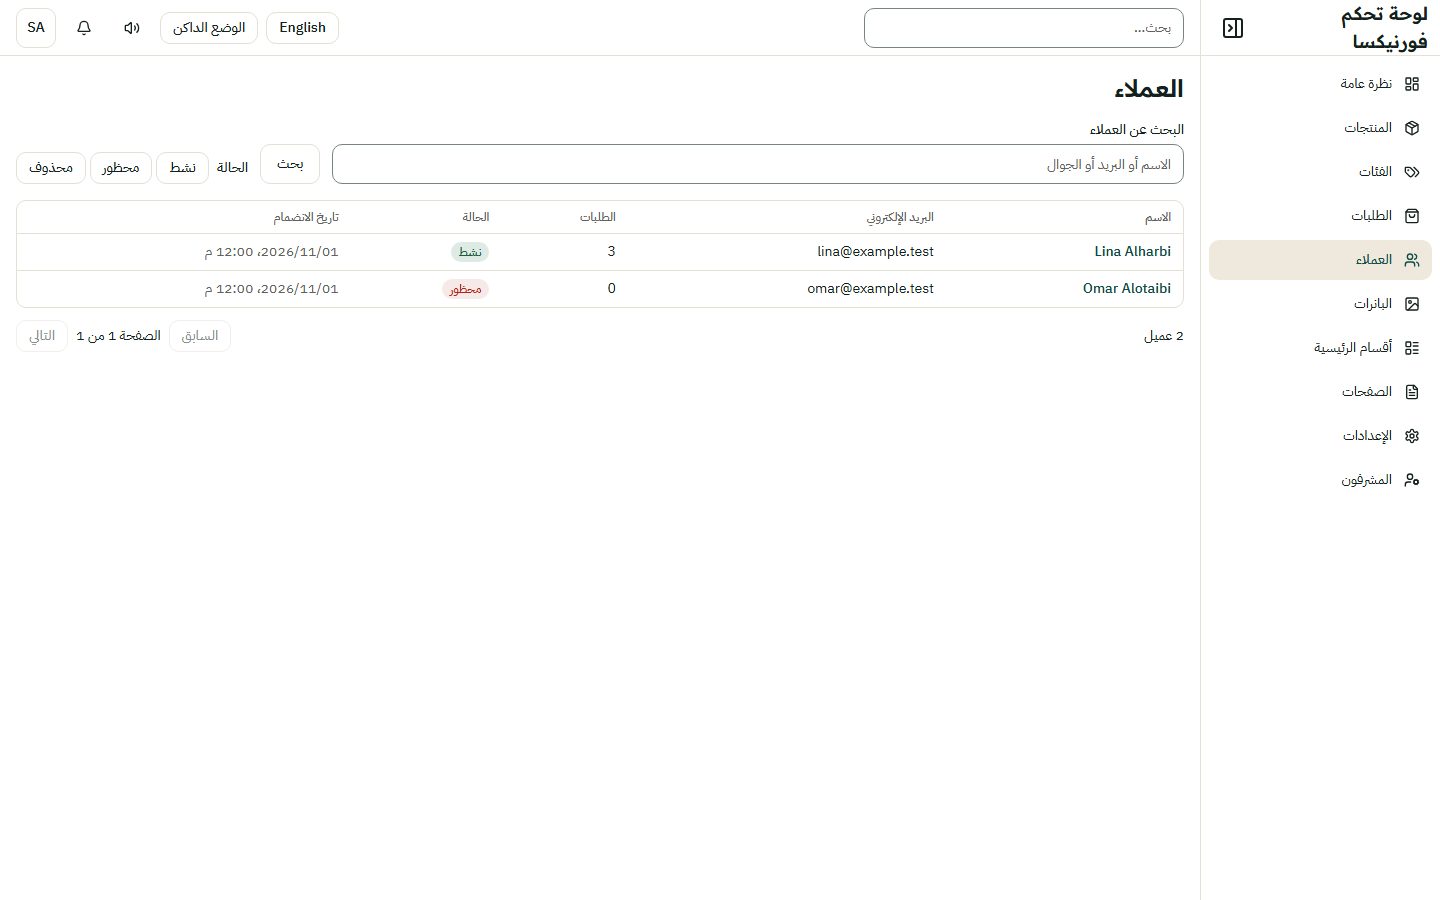 لوحة تحكم
فورنيكسا
بحث...
English
الوضع الداكن
SA
نظرة عامة
المنتجات
الفئات
الطلبات
العملاء
البانرات
أقسام الرئيسية
الصفحات
الإعدادات
المشرفون
العملاء
البحث عن العملاء
الاسم أو البريد أو الجوال
بحث
الحالة
نشط
محظور
محذوف
الاسم البريد الإلكتروني الطلبات الحالة تاريخ الانضمام
Lina Alharbi lina@example.test 3 نشط 2026/11/01، 12:00 م
Omar Alotaibi omar@example.test 0 محظور 2026/11/01، 12:00 م
2 عميل
السابق
الصفحة 1 من 1
التالي